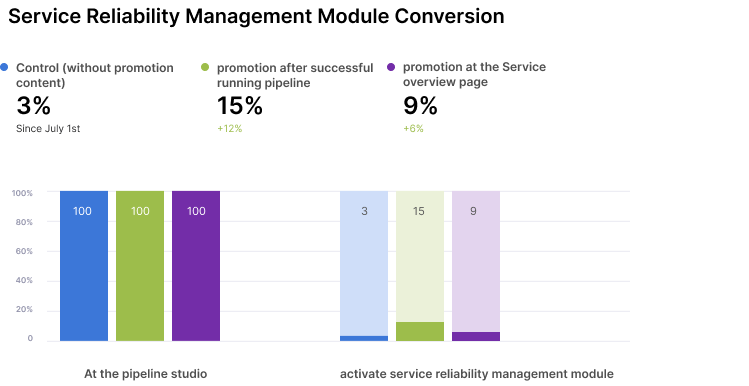 Service Reliability Management Module Conversion
Control (without promotion
content)
3%
Since July 1st
promotion after successful
running pipeline
15%
+12%
promotion at the Service
overview page
9%
+6%
100%
80%
60%
40%
20%
0
100
100
100
3
15
9
At the pipeline studio
activate service reliability management module